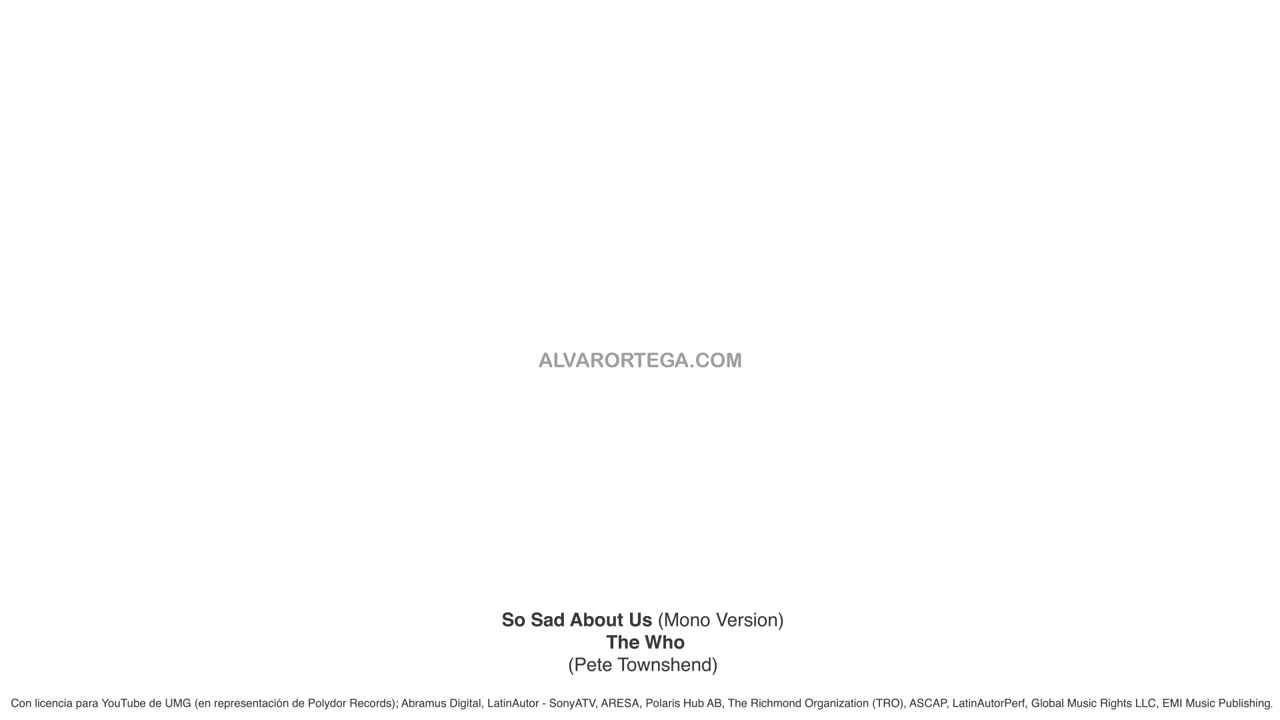 ALVARORTEGA.COM
So Sad About Us (Mono Version)
The Who
(Pete Townshend)
Con licencia para YouTube de UMG (en representación de Polydor Records); Abramus Digital, LatinAutor - SonyATV, ARESA, Polaris Hub AB, The Richmond Organization (TRO), ASCAP, LatinAutorPerf, Global Music Rights LLC, EMI Music Publishing.